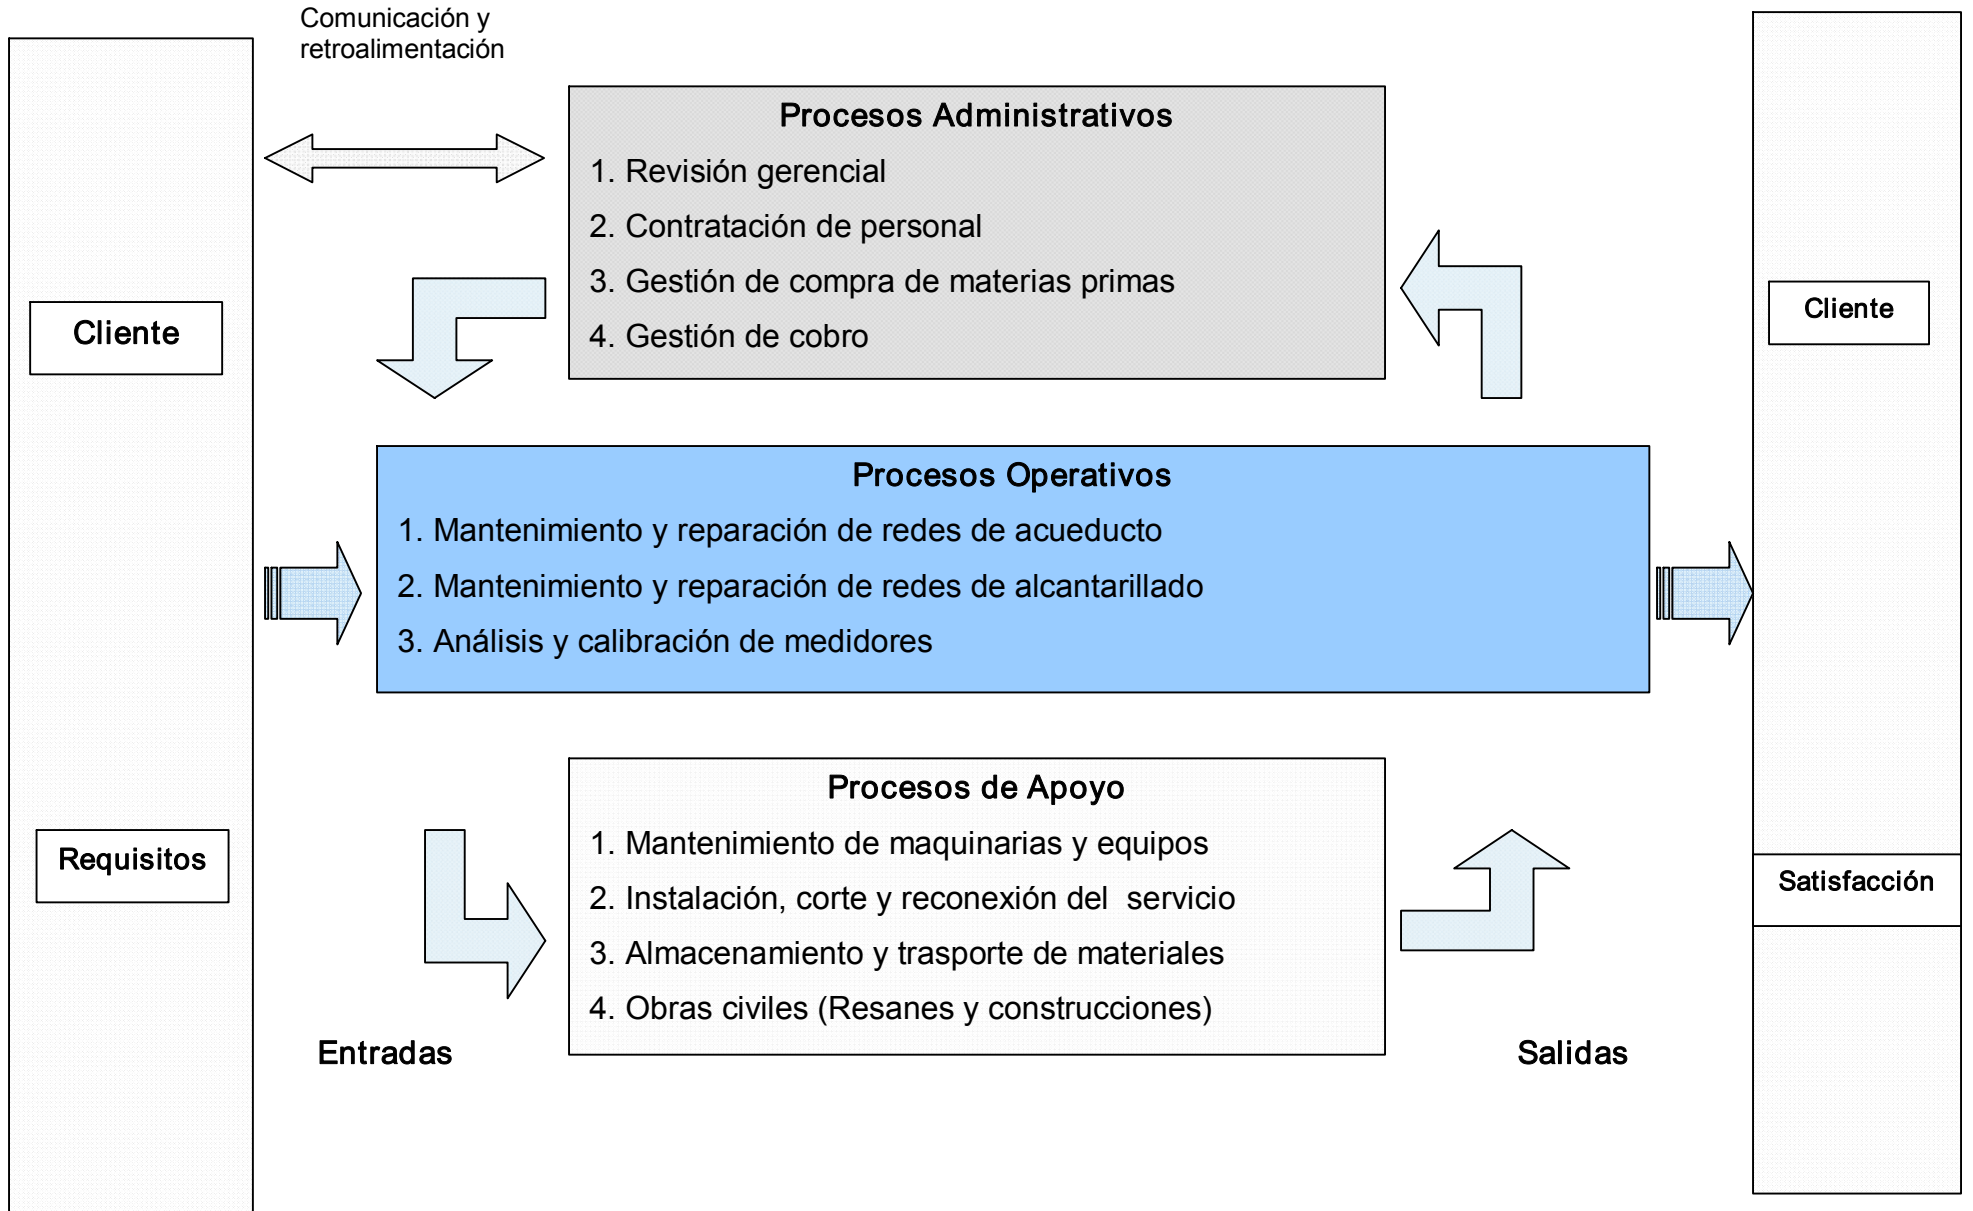 Comunicación y
retroalimentación
Procesos Administrativos
1. Revisión gerencial
2. Contratación de personal
3. Gestión de compra de materias primas
4. Gestión de cobro
Cliente
Cliente
Procesos Operativos
1. Mantenimiento y reparación de redes de acueducto
2. Mantenimiento y reparación de redes de alcantarillado
3. Análisis y calibración de medidores
Procesos de Apoyo
1. Mantenimiento de maquinarias y equipos
2. Instalación, corte y reconexión del  servicio
3. Almacenamiento y trasporte de materiales
4. Obras civiles (Resanes y construcciones)
Requisitos
Satisfacción
Entradas
Salidas